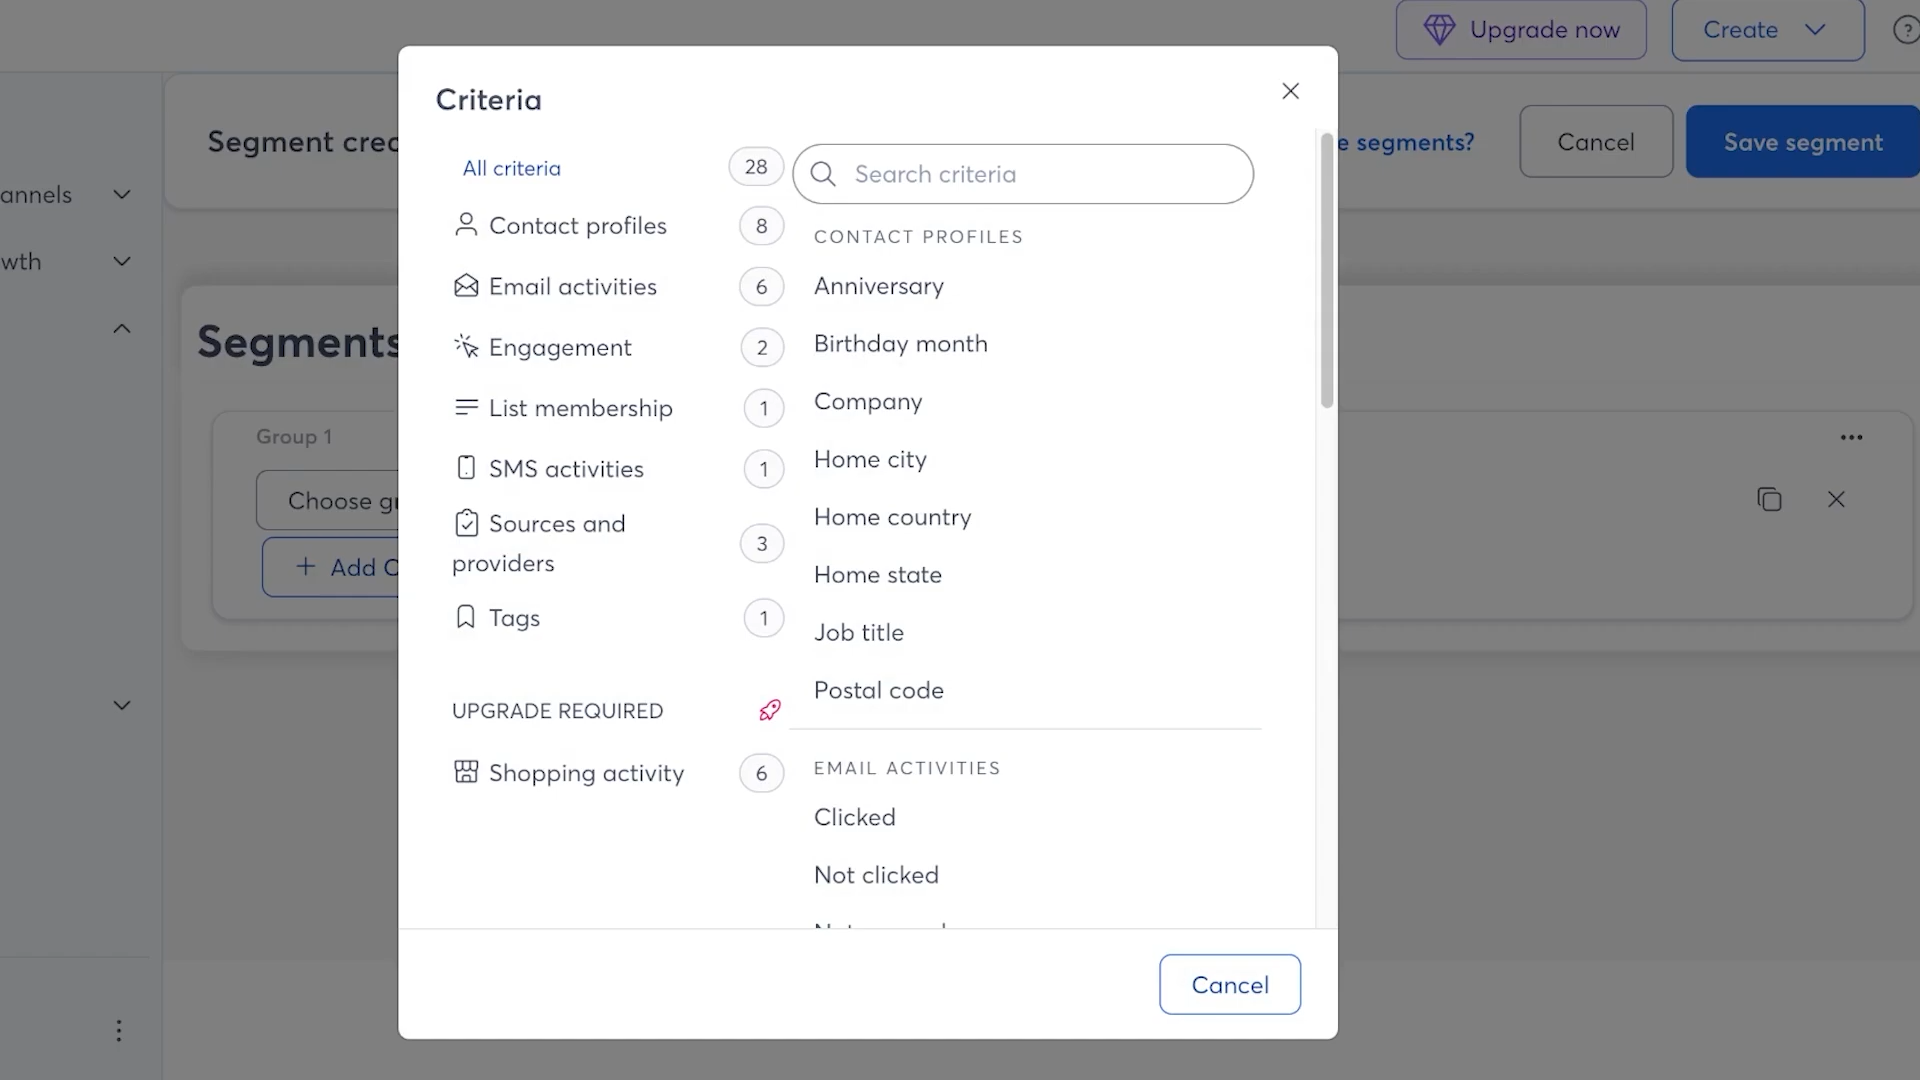 Upgrade now
Create
?
Segment crea
e segments?
Cancel
Save segment
annels
wth
Segments
Group 1
Choose gr
+ Add C
Criteria
All criteria
28
Contact profiles
8
Email activities
6
Engagement
2
List membership
1
SMS activities
1
Sources and
providers
3
Tags
1
UPGRADE REQUIRED
Shopping activity
6
Search criteria
CONTACT PROFILES
Anniversary
Birthday month
Company
Home city
Home country
Home state
Job title
Postal code
EMAIL ACTIVITIES
Clicked
Not clicked
Cancel